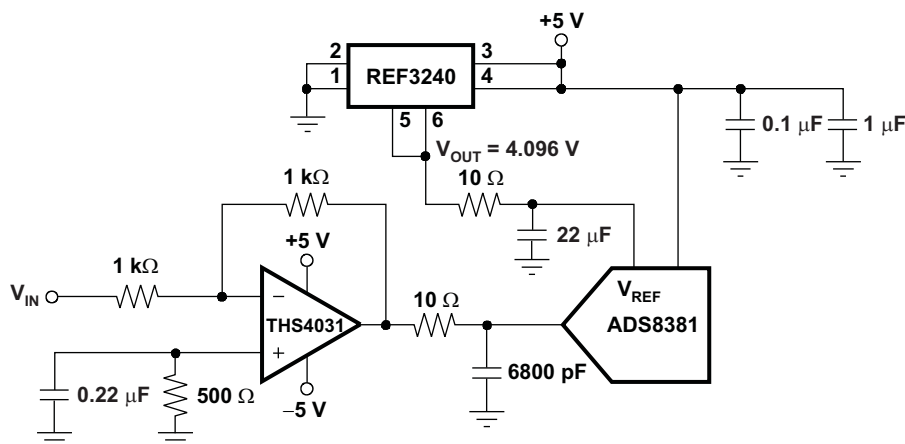 +5 V
2
3
REF3240
1
4
5
6
0.1 μF
1 μF
V_OUT = 4.096 V
1 kΩ
10 Ω
+5 V
22 μF
1 kΩ
V_IN
−
10 Ω
V_REF
THS4031
ADS8381
+
6800 pF
0.22 μF
500 Ω
−5 V